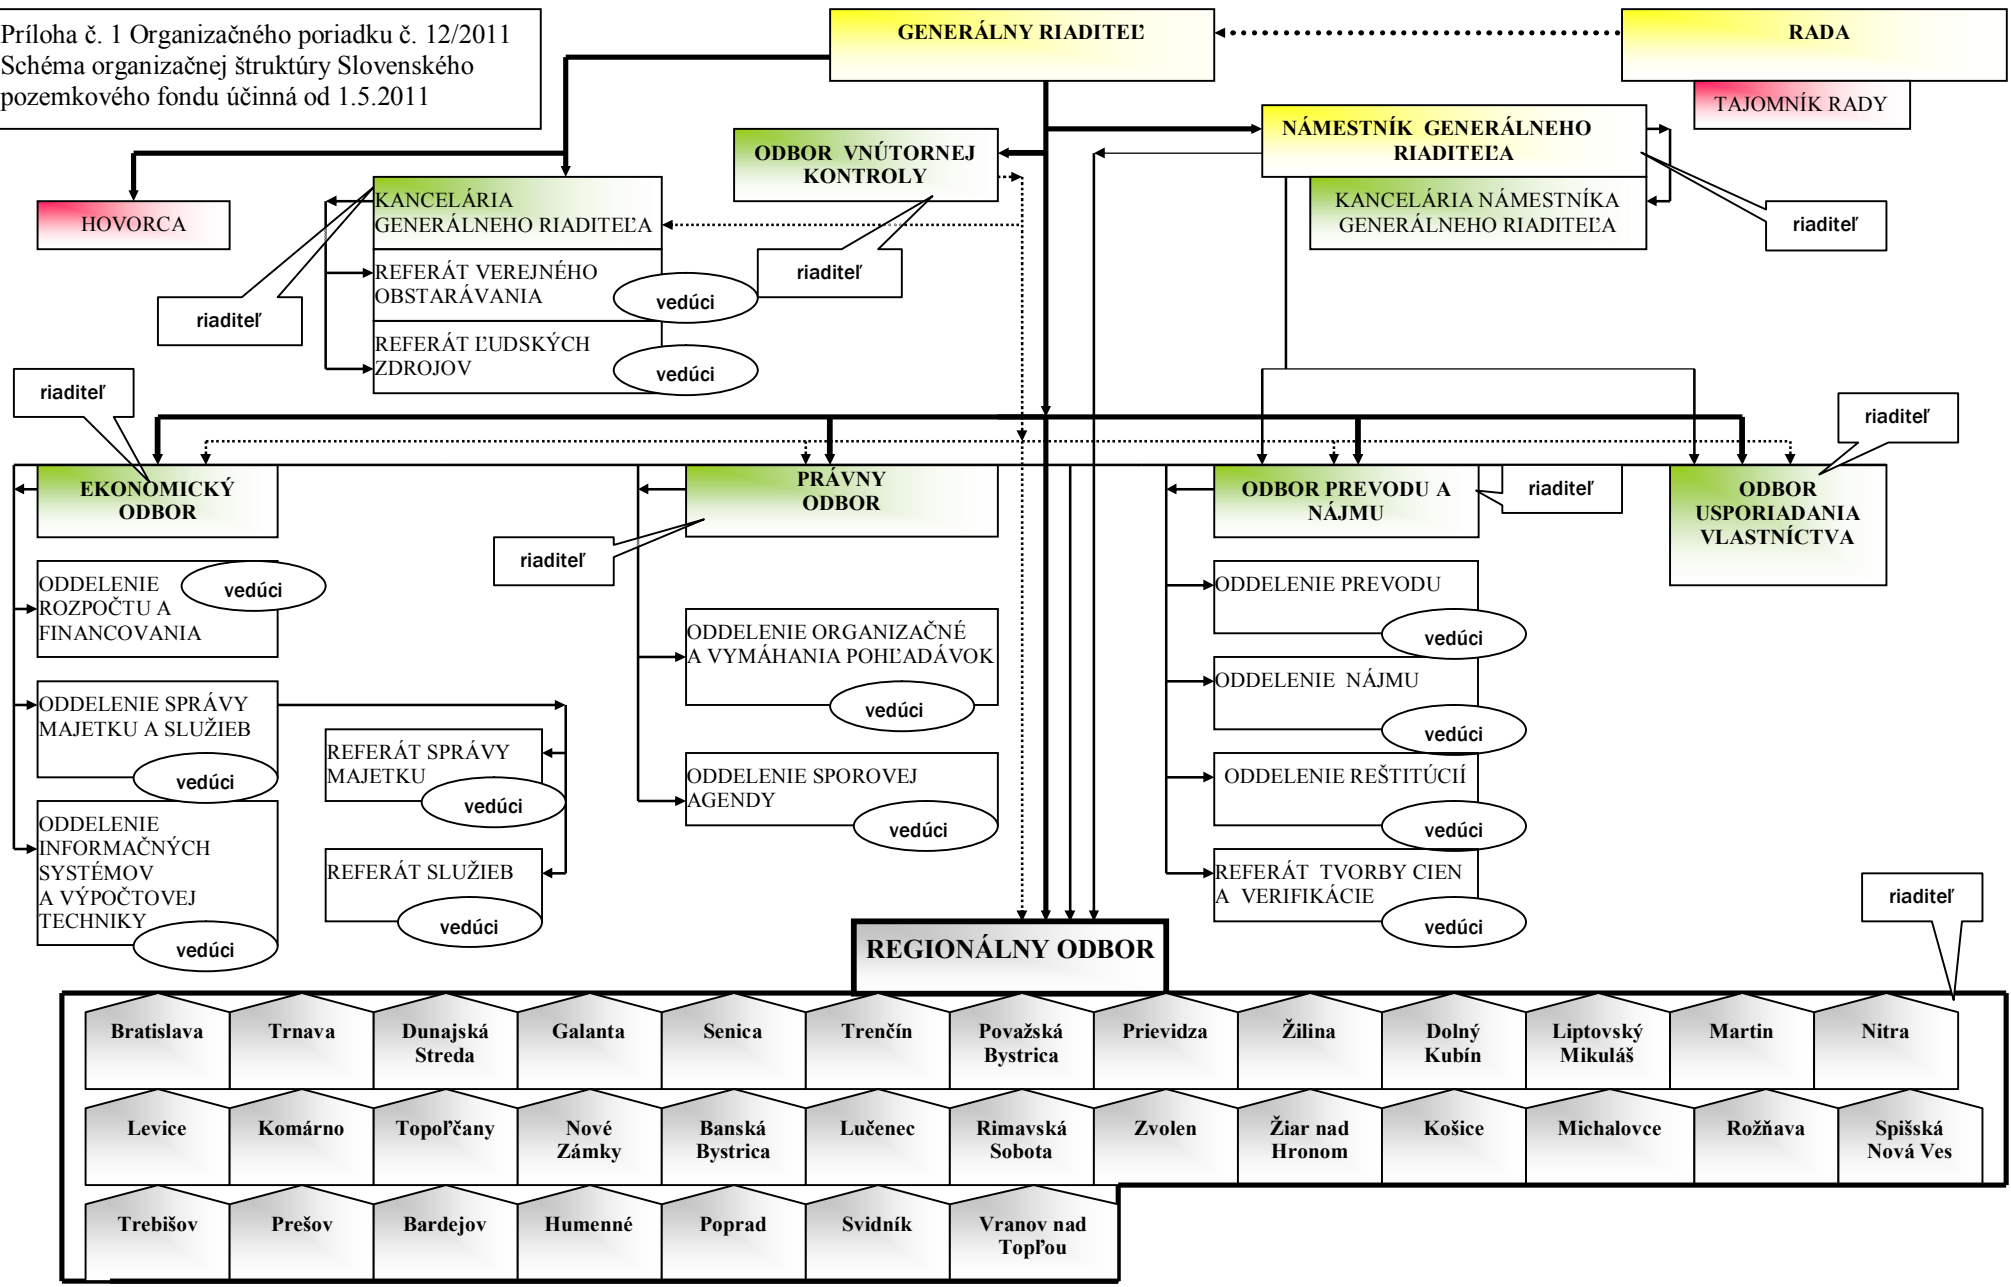 Príloha č. 1 Organizačného poriadku č. 12/2011
Schéma organizačnej štruktúry Slovenského
pozemkového fondu účinná od 1.5.2011
GENERÁLNY RIADITEĽ
RADA
TAJOMNÍK RADY
NÁMESTNÍK GENERÁLNEHO
RIADITEĽA
KANCELÁRIA NÁMESTNÍKA
GENERÁLNEHO RIADITEĽA
riaditeľ
ODBOR VNÚTORNEJ
KONTROLY
riaditeľ
HOVORCA
KANCELÁRIA
GENERÁLNEHO RIADITEĽA
riaditeľ
REFERÁT VEREJNÉHO
OBSTARÁVANIA
vedúci
REFERÁT ĽUDSKÝCH
ZDROJOV
vedúci
riaditeľ
EKONOMICKÝ
ODBOR
ODDELENIE
ROZPOČTU A
FINANCOVANIA
vedúci
ODDELENIE SPRÁVY
MAJETKU A SLUŽIEB
vedúci
REFERÁT SPRÁVY
MAJETKU
vedúci
REFERÁT SLUŽIEB
vedúci
ODDELENIE
INFORMAČNÝCH
SYSTÉMOV
A VÝPOČTOVEJ
TECHNIKY
vedúci
PRÁVNY
ODBOR
riaditeľ
ODDELENIE ORGANIZAČNÉ
A VYMÁHANIA POHĽADÁVOK
vedúci
ODDELENIE SPOROVEJ
AGENDY
vedúci
ODBOR PREVODU A
NÁJMU
riaditeľ
ODDELENIE PREVODU
vedúci
ODDELENIE NÁJMU
vedúci
ODDELENIE REŠTITÚCIÍ
vedúci
REFERÁT TVORBY CIEN
A VERIFIKÁCIE
vedúci
riaditeľ
ODBOR
USPORIADANIA
VLASTNÍCTVA
REGIONÁLNY ODBOR
riaditeľ
Bratislava
Trnava
Dunajská
Streda
Galanta
Senica
Trenčín
Považská
Bystrica
Prievidza
Žilina
Dolný
Kubín
Liptovský
Mikuláš
Martin
Nitra
Levice
Komárno
Topoľčany
Nové
Zámky
Banská
Bystrica
Lučenec
Rimavská
Sobota
Zvolen
Žiar nad
Hronom
Košice
Michalovce
Rožňava
Spišská
Nová Ves
Trebišov
Prešov
Bardejov
Humenné
Poprad
Svidník
Vranov nad
Topľou